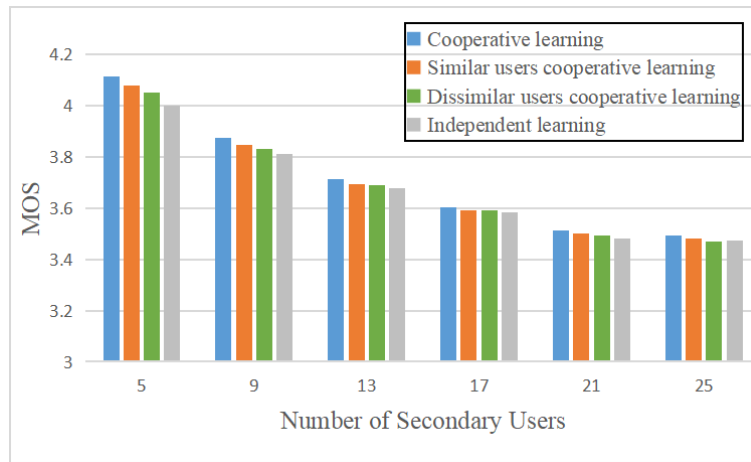 4.2
4
3.8
3.6
3.4
3.2
3
MOS
Cooperative learning
Similar users cooperative learning
Dissimilar users cooperative learning
Independent learning
5 9 13 17 21 25
Number of Secondary Users